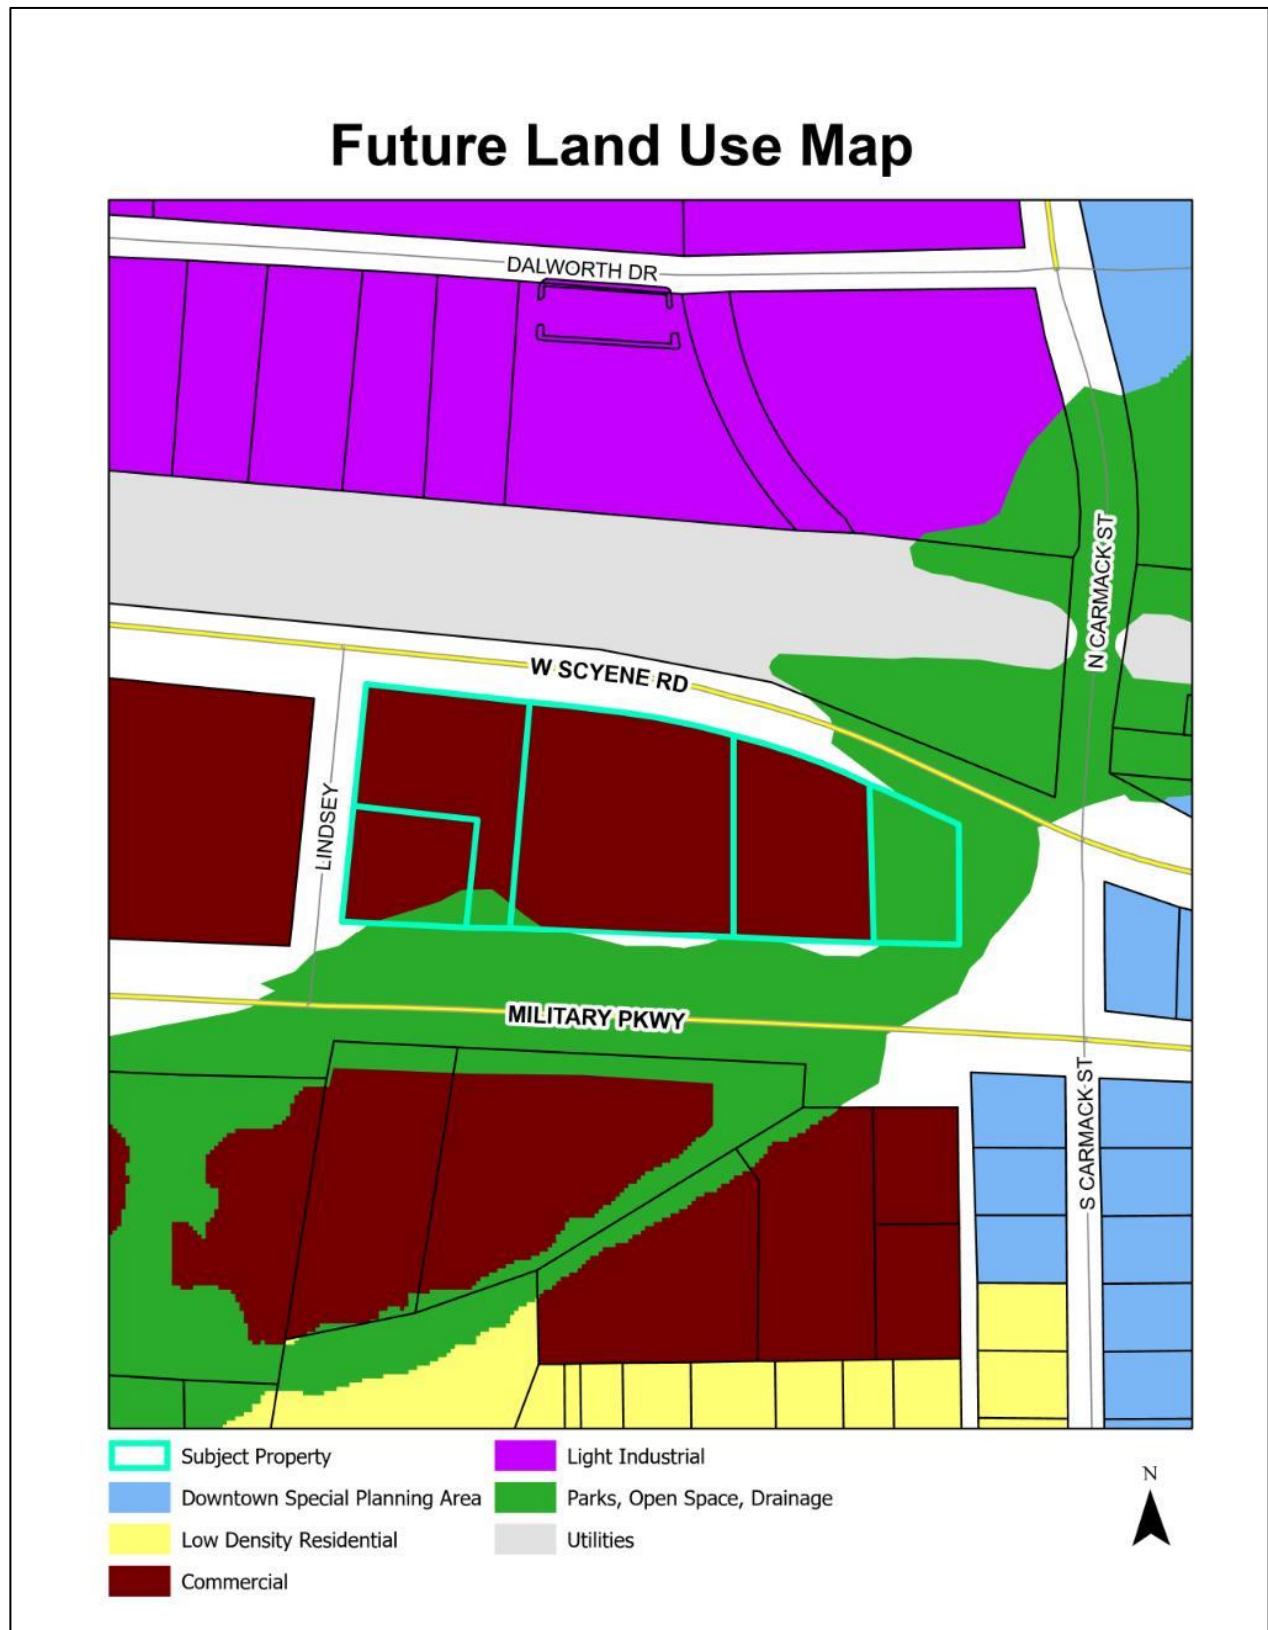 Future Land Use Map
DALWORTH DR
N CARMACK ST
W SCYENE RD
LINDSEY
MILITARY PKWY
S CARMACK ST
Subject Property
Downtown Special Planning Area
Low Density Residential
Commercial
Light Industrial
Parks, Open Space, Drainage
Utilities
N